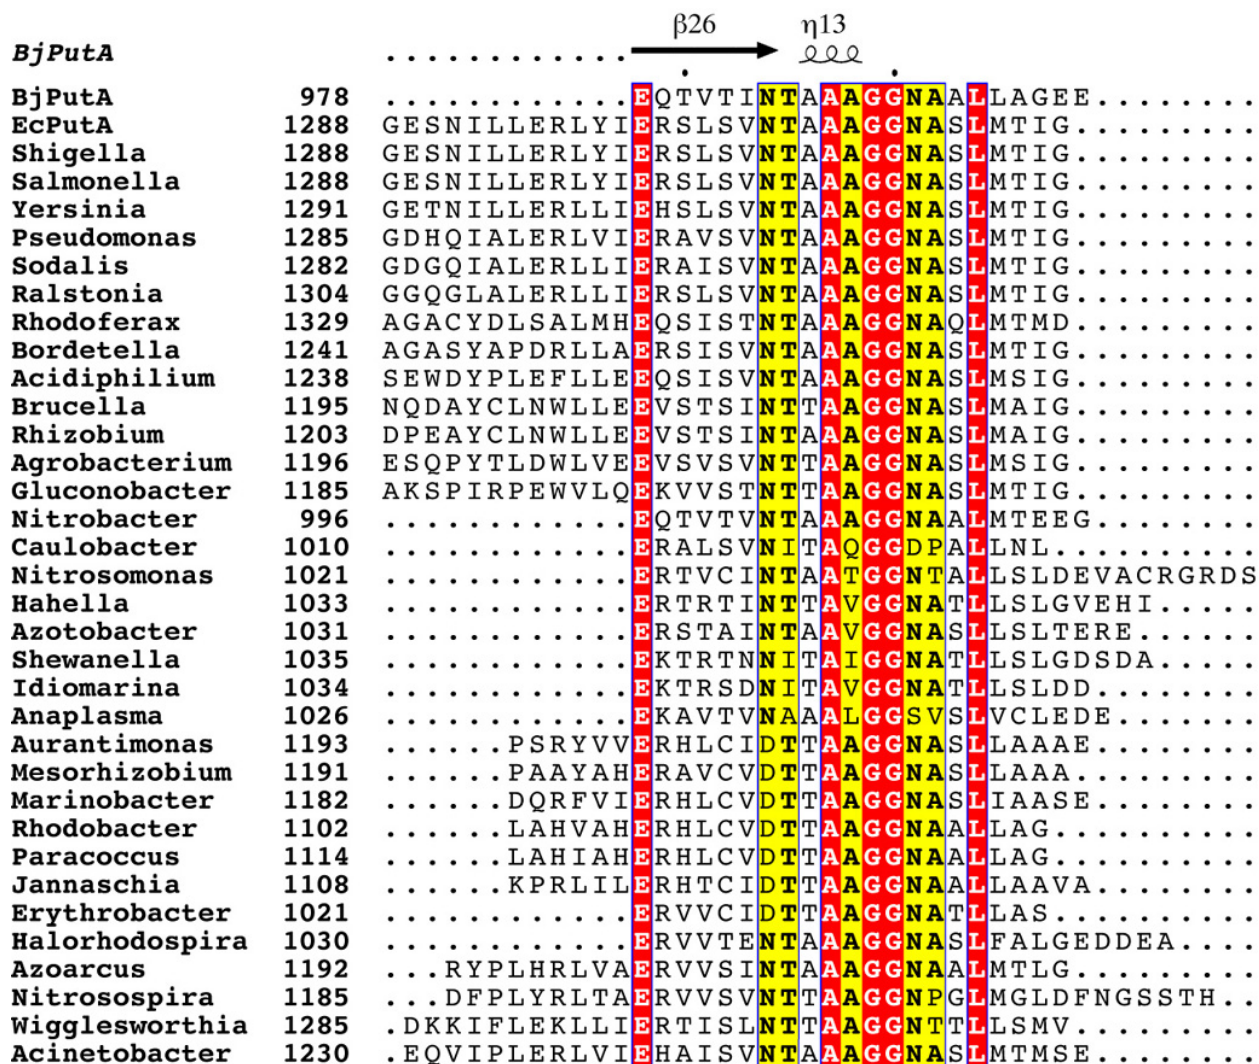 β26 η13
BjPutA ............
BjPutA 978 ............EQTVTINTAAAGGNAALLAGEE........
EcPutA 1288 GESNILLERLYIERSLSVNTAAAGGNASLMTIG.........
Shigella 1288 GESNILLERLYIERSLSVNTAAAGGNASLMTIG.........
Salmonella 1288 GESNILLERLYIERSLSVNTAAAGGNASLMTIG.........
Yersinia 1291 GETNILLERLLIEHSLSVNTAAAGGNASLMTIG.........
Pseudomonas 1285 GDHQIALERLVIERAVSVNTAAAGGNASLMTIG.........
Sodalis 1282 GDGQIALERLLIERAISVNTAAAGGNASLMTIG.........
Ralstonia 1304 GGQGLALERLLIERSLSVNTAAAGGNASLMTIG.........
Rhodoferax 1329 AGACYDLSALMHEQSISTNTAAAGGNAQLMTMD.........
Bordetella 1241 AGASYAPDRLLAERSISVNTAAAGGNASLMTIG.........
Acidiphilium 1238 SEWDYPLEFLLEEQSISVNTAAAGGNASLMSIG.........
Brucella 1195 NQDAYCLNWLLEEVSTSINTTAAGGNASLMAIG.........
Rhizobium 1203 DPEAYCLNWLLEEVSTSINTTAAGGNASLMAIG.........
Agrobacterium 1196 ESQPYTLDWLVEEVSVSVNTTAAGGNASLMSIG.........
Gluconobacter 1185 AKSPIRPEWVLQEKVVSTNTTAAGGNASLMTIG.........
Nitrobacter 996 ............EQTVTVNTAAAGGNAALMTEEG........
Caulobacter 1010 ............ERALSVNITAQGGDPALLNL..........
Nitrosomonas 1021 ............ERTVCINTAATGGNTALLSLDEVACRGRDS
Hahella 1033 ............ERTRTINTTAVGGNATLLSLGVEHI.....
Azotobacter 1031 ............ERSTAINTAAVGGNASLLSLTERE......
Shewanella 1035 ............EKTRTNNITAIGGNATLLSLGDSDA.....
Idiomarina 1034 ............EKTRSDNITAVGGNATLLSLDD........
Anaplasma 1026 ............EKAVTVNAAALGGSVSLVCLEDE.......
Aurantimonas 1193 ......PSRYVVERHLCIDTTAAGGNASLLAAAE........
Mesorhizobium 1191 ......PAAYAHERAVCVDTTAAGGNASLLAAA.........
Marinobacter 1182 ......DQRFVIERHLCVDTTAAGGNASLIAASE........
Rhodobacter 1102 ......LAHVAHERHLCVDTTAAGGNAALLAG..........
Paracoccus 1114 ......LAHIAHERHLCVDTTAAGGNAALLAG..........
Jannaschia 1108 ......KPRLILERHTCIDTTAAGGNAALLAAVA........
Erythrobacter 1021 ............ERVVCIDTTAAGGNATLLAS..........
Halorhodospira 1030 ............ERVVTENTAAAGGNASLFALGEDDEA....
Azoarcus 1192 ...RYPLHRLVAERVVSINTAAAGGNAALMTLG.........
Nitrosospira 1185 ...DFPLYRLTAERVVSVNTTAAGGNPGLMGLDFNGSSTH..
Wigglesworthia 1285 .DKKIFLEKLLIERTISLNTTAAGGNTTLLSMV.........
Acinetobacter 1230 .EQVIPLERLVIEHAISVNTAAAGGNASLMTMSE........